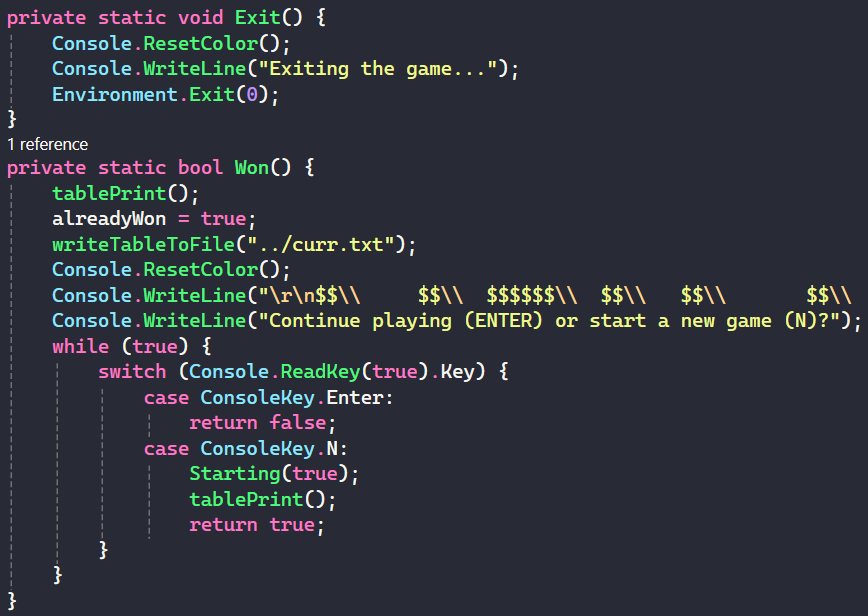 private static void Exit() {
    Console.ResetColor();
    Console.WriteLine("Exiting the game...");
    Environment.Exit(0);
}
1 reference
private static bool Won() {
    tablePrint();
    alreadyWon = true;
    writeTableToFile("../curr.txt");
    Console.ResetColor();
    Console.WriteLine("\r\n$$\\     $$\\  $$$$$$\\  $$\\   $$\\       $$\\
    Console.WriteLine("Continue playing (ENTER) or start a new game (N)?");
    while (true) {
        switch (Console.ReadKey(true).Key) {
            case ConsoleKey.Enter:
                return false;
            case ConsoleKey.N:
                Starting(true);
                tablePrint();
                return true;
        }
    }
}